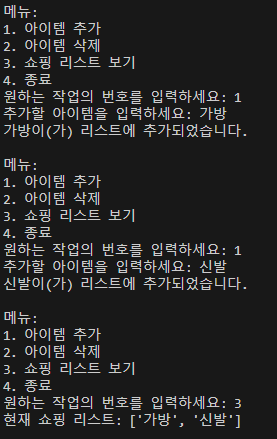 메뉴:
1. 아이템 추가
2. 아이템 삭제
3. 쇼핑 리스트 보기
4. 종료
원하는 작업의 번호를 입력하세요: 1
추가할 아이템을 입력하세요: 가방
가방이(가) 리스트에 추가되었습니다.

메뉴:
1. 아이템 추가
2. 아이템 삭제
3. 쇼핑 리스트 보기
4. 종료
원하는 작업의 번호를 입력하세요: 1
추가할 아이템을 입력하세요: 신발
신발이(가) 리스트에 추가되었습니다.

메뉴:
1. 아이템 추가
2. 아이템 삭제
3. 쇼핑 리스트 보기
4. 종료
원하는 작업의 번호를 입력하세요: 3
현재 쇼핑 리스트: ['가방', '신발']